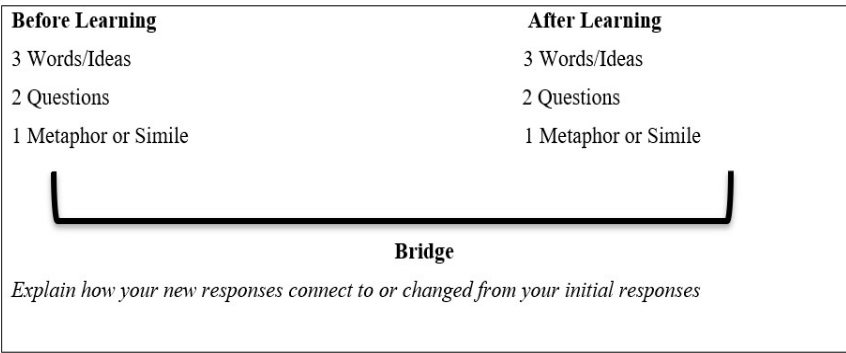 Before Learning After Learning
3 Words/Ideas 3 Words/Ideas
2 Questions 2 Questions
1 Metaphor or Simile 1 Metaphor or Simile
Bridge
Explain how your new responses connect to or changed from your initial responses